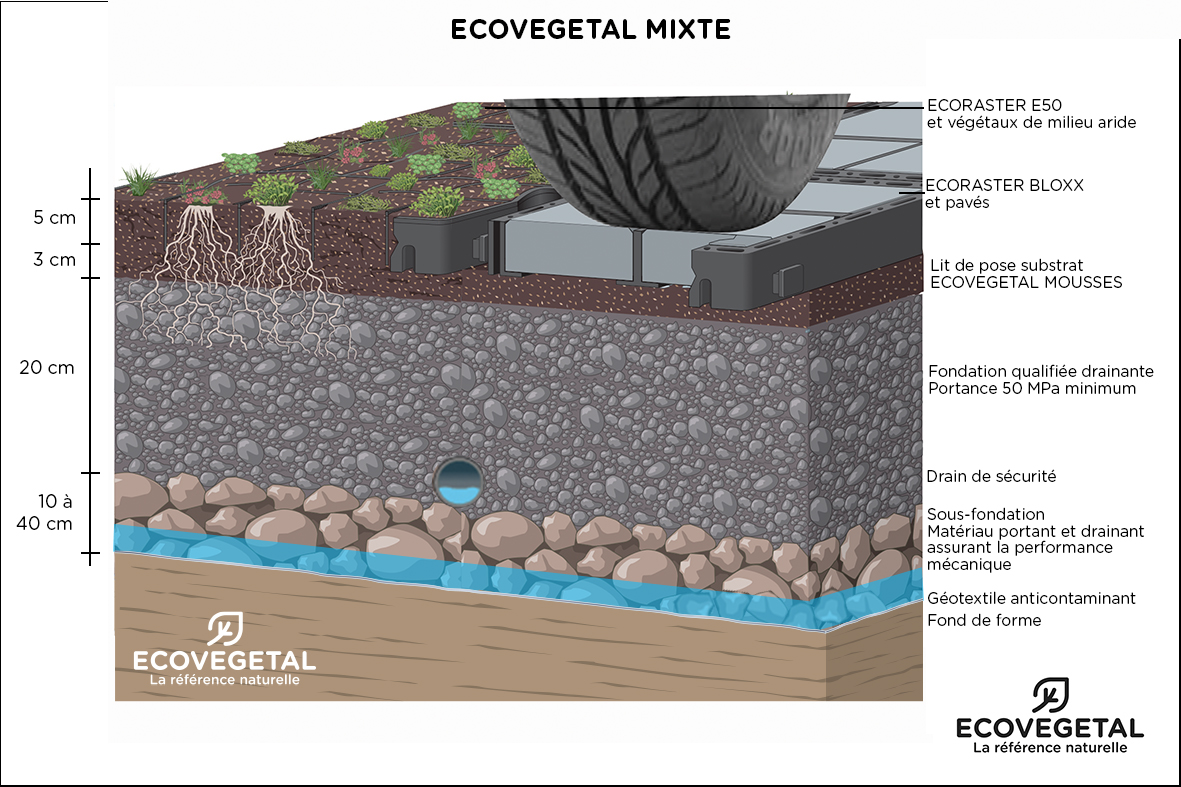 ECOVEGETAL MIXTE
ECORASTER E50
et végétaux de milieu aride
ECORASTER BLOXX
et pavés
5 cm
3 cm
Lit de pose substrat
ECOVEGETAL MOUSSES
20 cm
Fondation qualifiée drainante
Portance 50 MPa minimum
Drain de sécurité
10 à
40 cm
Sous-fondation
Matériau portant et drainant
assurant la performance
mécanique
Géotextile anticontaminant
Fond de forme
ECOVEGETAL
La référence naturelle
ECOVEGETAL
La référence naturelle